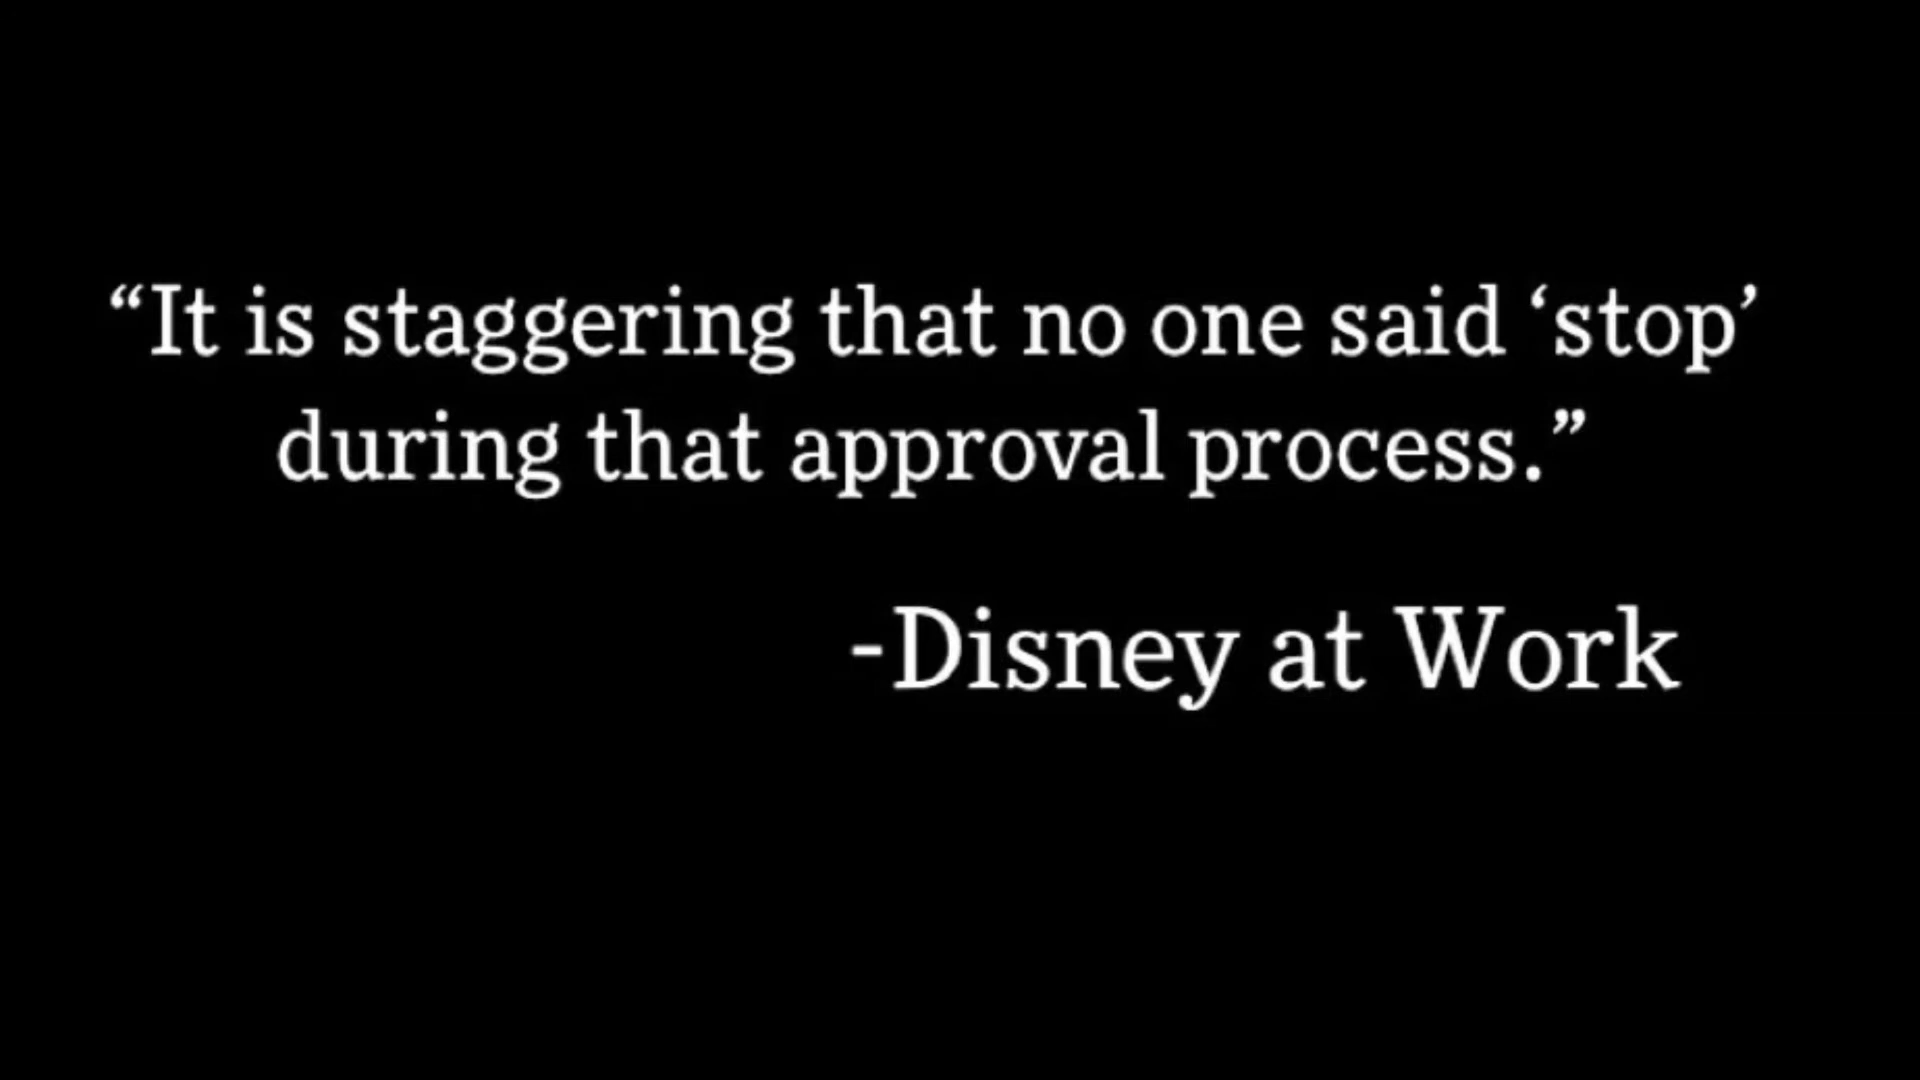 “It is staggering that no one said ‘stop’
during that approval process.”
-Disney at Work